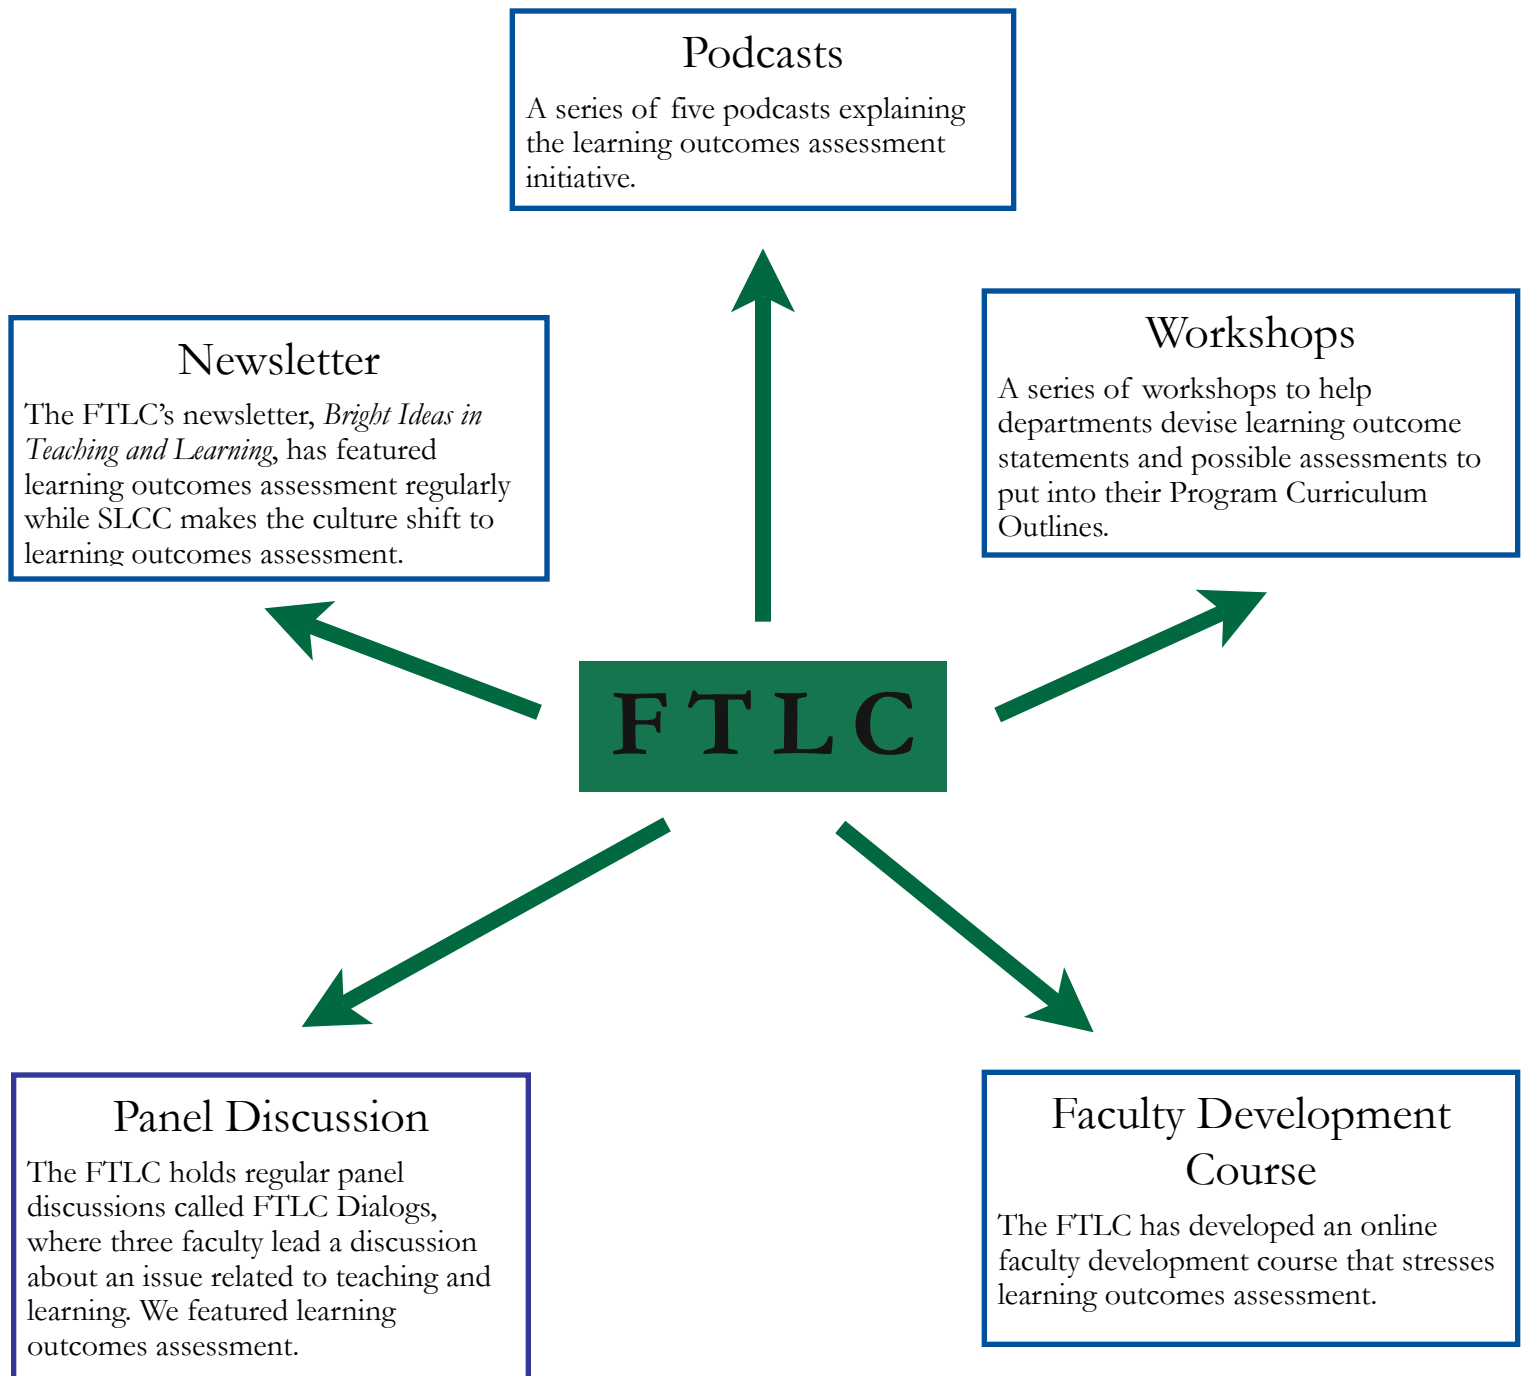 Podcasts
A series of five podcasts explaining
the learning outcomes assessment
initiative.
Newsletter
The FTLC’s newsletter, Bright Ideas in
Teaching and Learning, has featured
learning outcomes assessment regularly
while SLCC makes the culture shift to
learning outcomes assessment.
Workshops
A series of workshops to help
departments devise learning outcome
statements and possible assessments to
put into their Program Curriculum
Outlines.
FTLC
Panel Discussion
The FTLC holds regular panel
discussions called FTLC Dialogs,
where three faculty lead a discussion
about an issue related to teaching and
learning. We featured learning
outcomes assessment.
Faculty Development
Course
The FTLC has developed an online
faculty development course that stresses
learning outcomes assessment.